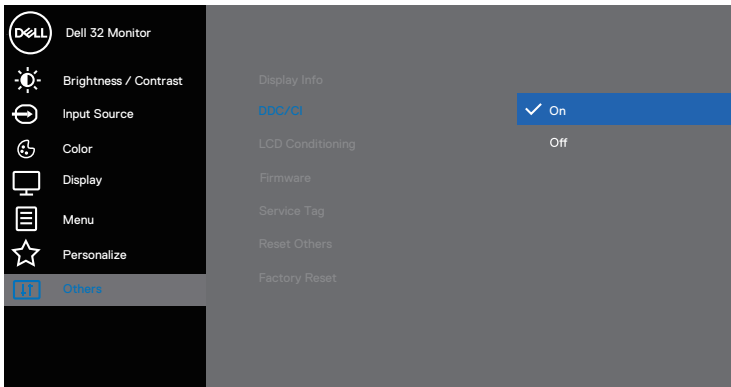 DELL
Dell 32 Monitor
Brightness / Contrast
Input Source
Color
Display
Menu
Personalize
Others
Display Info
DDC/CI
LCD Conditioning
Firmware
Service Tag
Reset Others
Factory Reset
On
Off